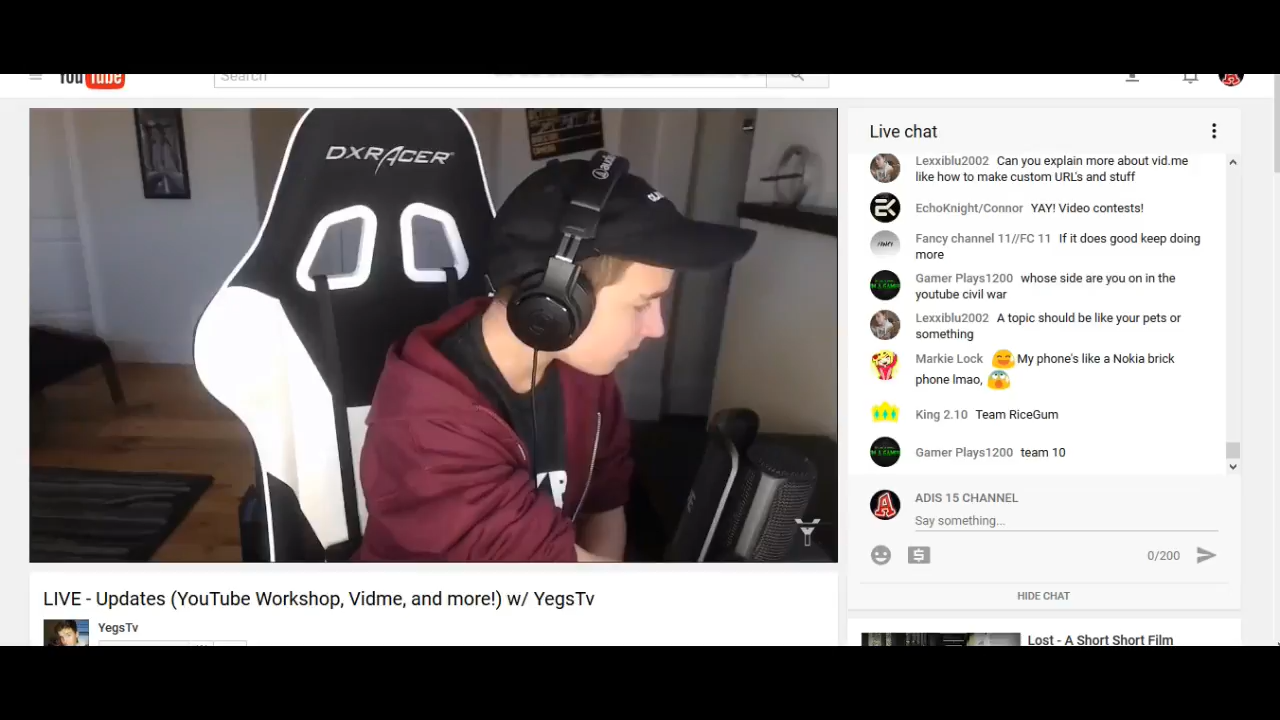 YouTube
Search
DXRACER
Live chat
Lexxiblu2002 Can you explain more about vid.me
like how to make custom URL's and stuff
EchoKnight/Connor YAY! Video contests!
Fancy channel 11//FC 11 If it does good keep doing
more
Gamer Plays1200 whose side are you on in the
youtube civil war
Lexxiblu2002 A topic should be like your pets or
something
Markie Lock My phone's like a Nokia brick
phone lmao,
King 2.10 Team RiceGum
Gamer Plays1200 team 10
ADIS 15 CHANNEL
Say something...
0/200
HIDE CHAT
LIVE - Updates (YouTube Workshop, Vidme, and more!) w/ YegsTv
YegsTv
Lost - A Short Short Film